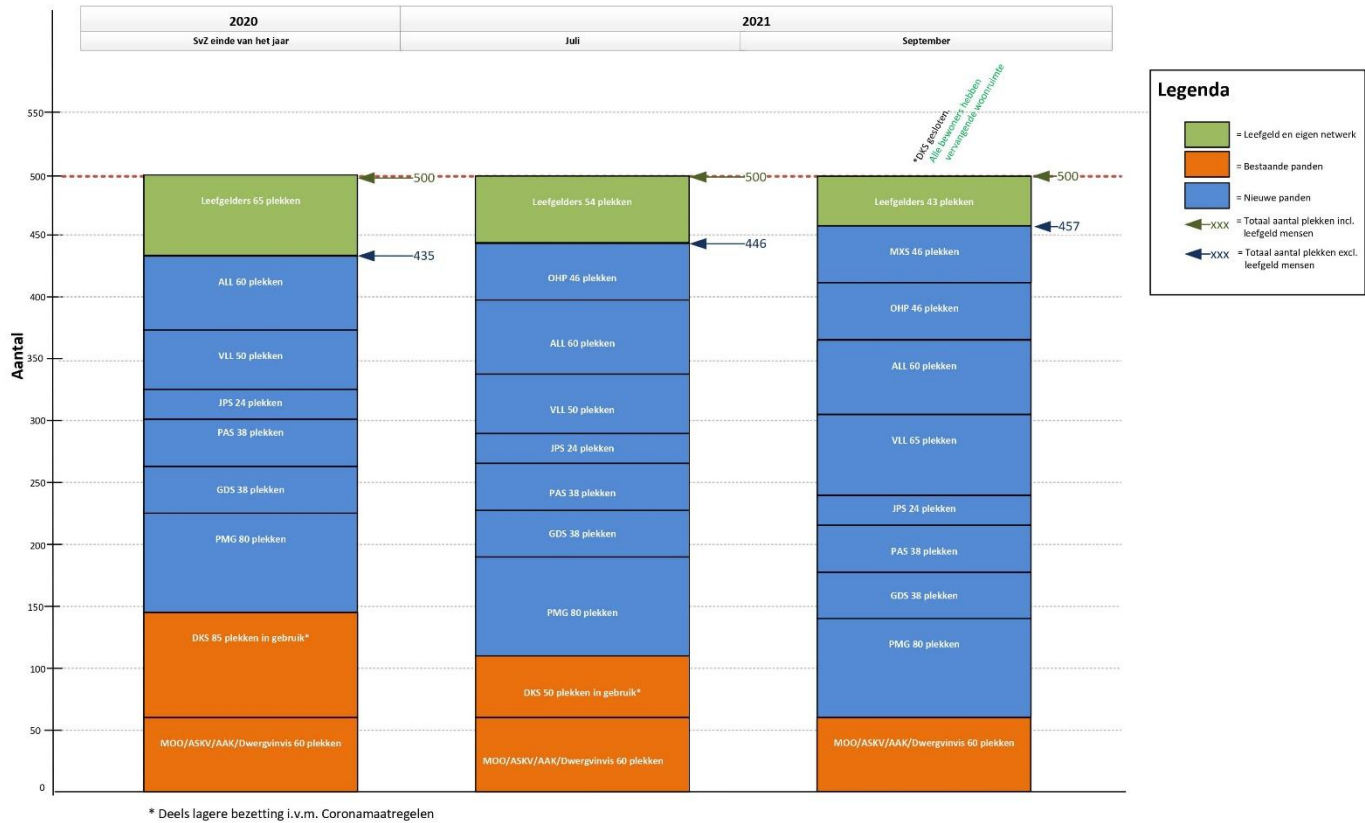 2020
2021
SvZ einde van het jaar
Juli
September
*DKS gesloten.
Alle bewoners hebben
vervangende woonruimte
Aantal
550
500
450
400
350
300
250
200
150
100
50
0
Leefgelders 65 plekken
500
435
ALL 60 plekken
VLL 50 plekken
JPS 24 plekken
PAS 38 plekken
GDS 38 plekken
PMG 80 plekken
DKS 85 plekken in gebruik*
MOO/ASKV/AAK/Dwergvinvis 60 plekken
Leefgelders 54 plekken
500
446
OHP 46 plekken
ALL 60 plekken
VLL 50 plekken
JPS 24 plekken
PAS 38 plekken
GDS 38 plekken
PMG 80 plekken
DKS 50 plekken in gebruik*
MOO/ASKV/AAK/Dwergvinvis 60 plekken
Leefgelders 43 plekken
500
457
MXS 46 plekken
OHP 46 plekken
ALL 60 plekken
VLL 65 plekken
JPS 24 plekken
PAS 38 plekken
GDS 38 plekken
PMG 80 plekken
MOO/ASKV/AAK/Dwergvinvis 60 plekken
Legenda
= Leefgeld en eigen netwerk
= Bestaande panden
= Nieuwe panden
xxx = Totaal aantal plekken incl.
leefgeld mensen
xxx = Totaal aantal plekken excl.
leefgeld mensen
* Deels lagere bezetting i.v.m. Coronamaatregelen